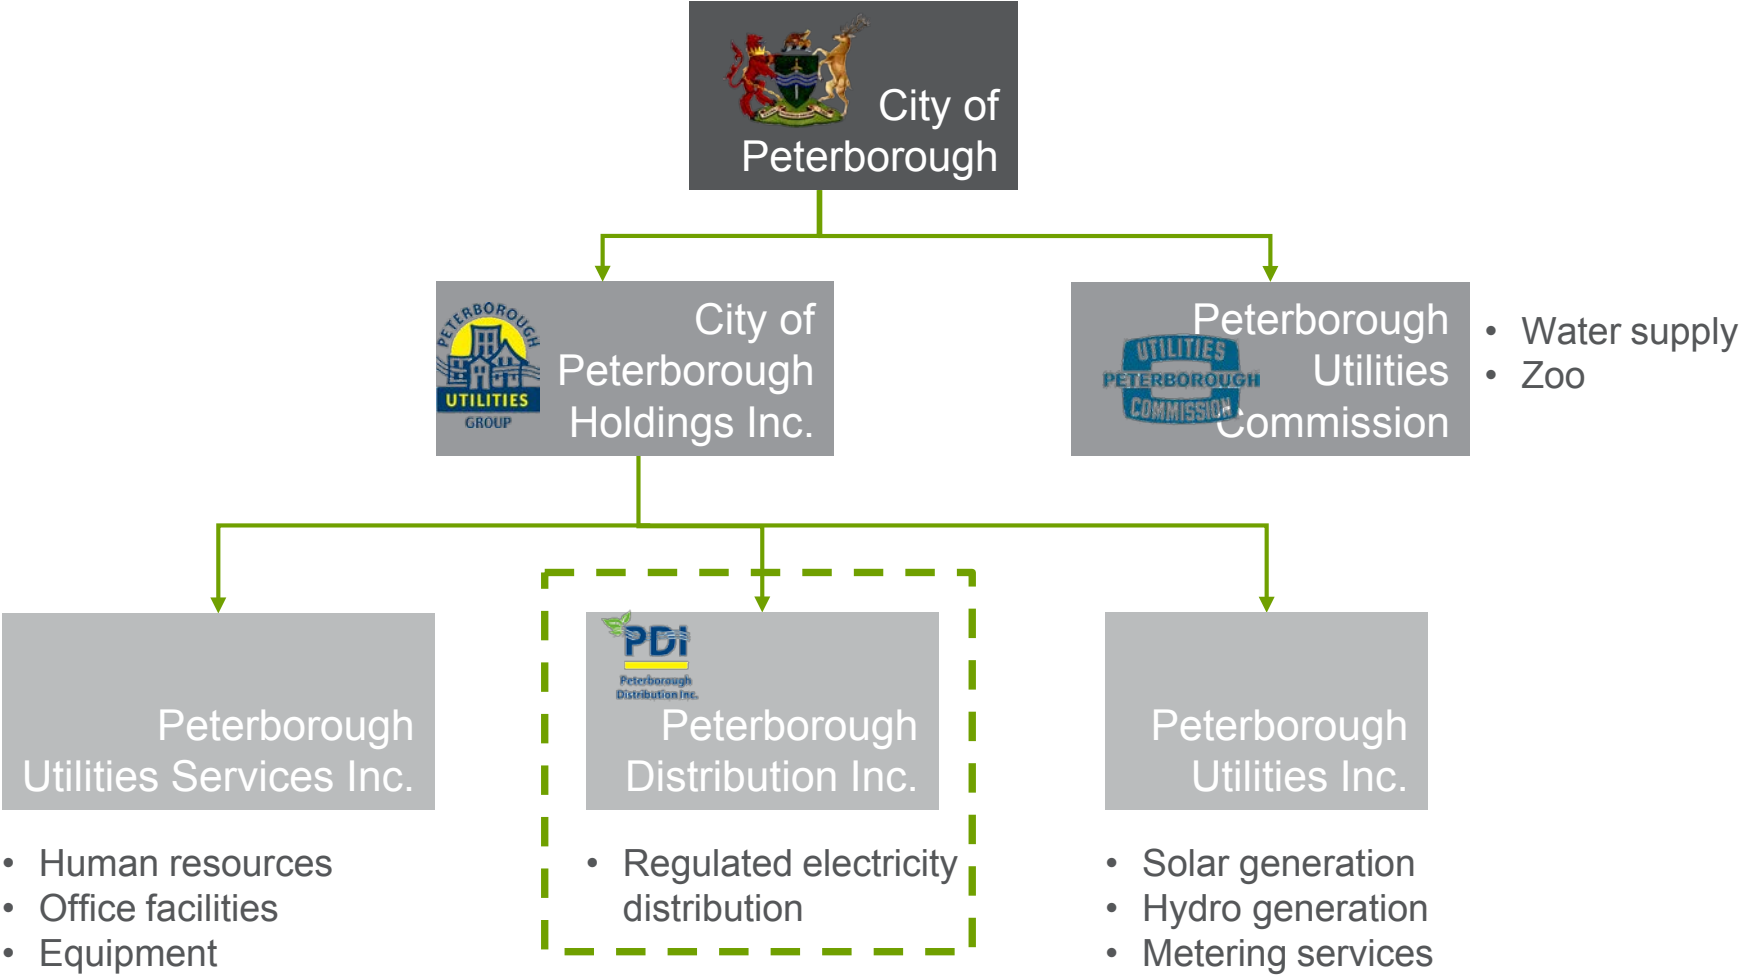 City of
Peterborough
PETERBOROUGH
UTILITIES
GROUP
City of
Peterborough
Holdings Inc.
UTILITIES
PETERBOROUGH
COMMISSION
Peterborough
Utilities
Commission
• Water supply
• Zoo
Peterborough
Utilities Services Inc.
• Human resources
• Office facilities
• Equipment
PDI
Peterborough
Distribution Inc.
Peterborough
Distribution Inc.
• Regulated electricity
distribution
Peterborough
Utilities Inc.
• Solar generation
• Hydro generation
• Metering services